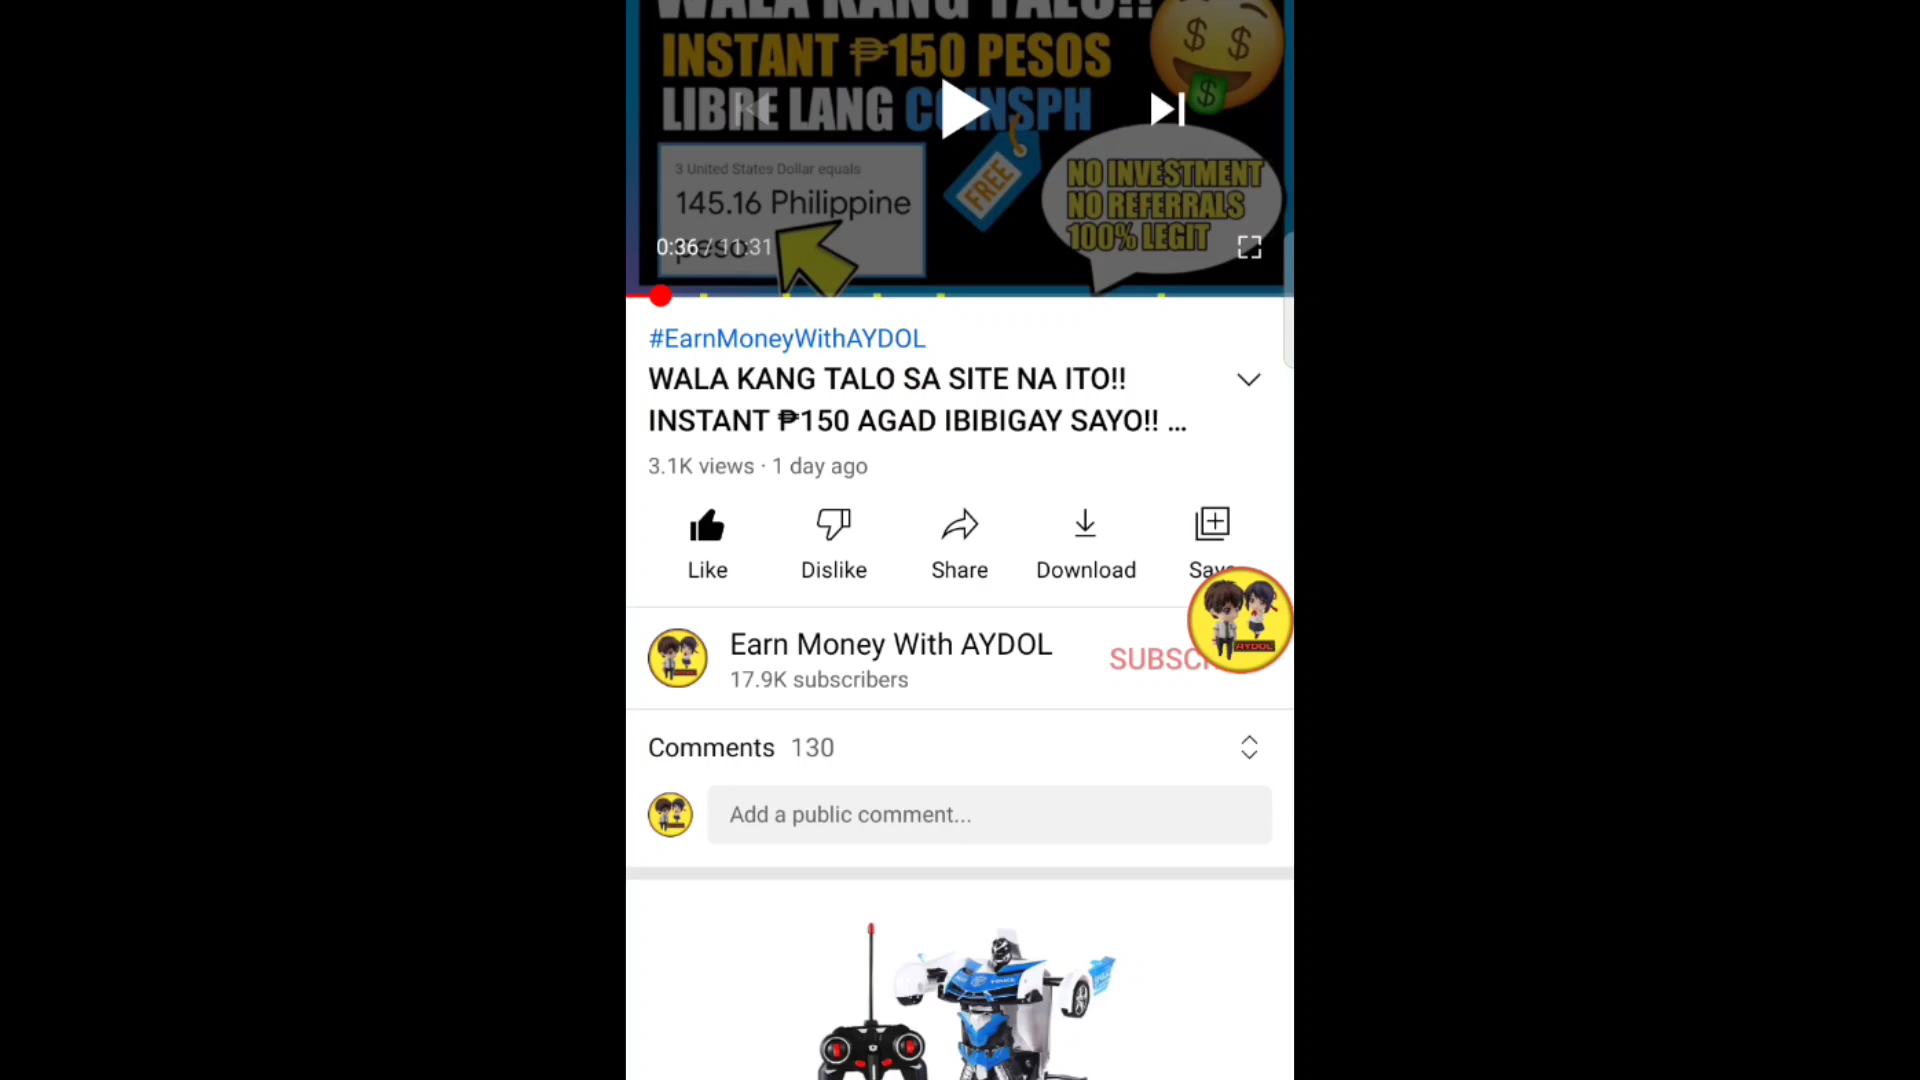 WALA KANG TALO!!
INSTANT ₱150 PESOS
LIBRE LANG COINSPH
3 United States Dollar equals
145.16 Philippine
peso
FREE
NO INVESTMENT
NO REFERRALS
100% LEGIT
0:36 / 11:31
#EarnMoneyWithAYDOL
WALA KANG TALO SA SITE NA ITO!!
INSTANT ₱150 AGAD IBIBIGAY SAYO!! ...
3.1K views · 1 day ago
Like
Dislike
Share
Download
Save
AYDOL
Earn Money With AYDOL
17.9K subscribers
SUBSC
Comments 130
Add a public comment...